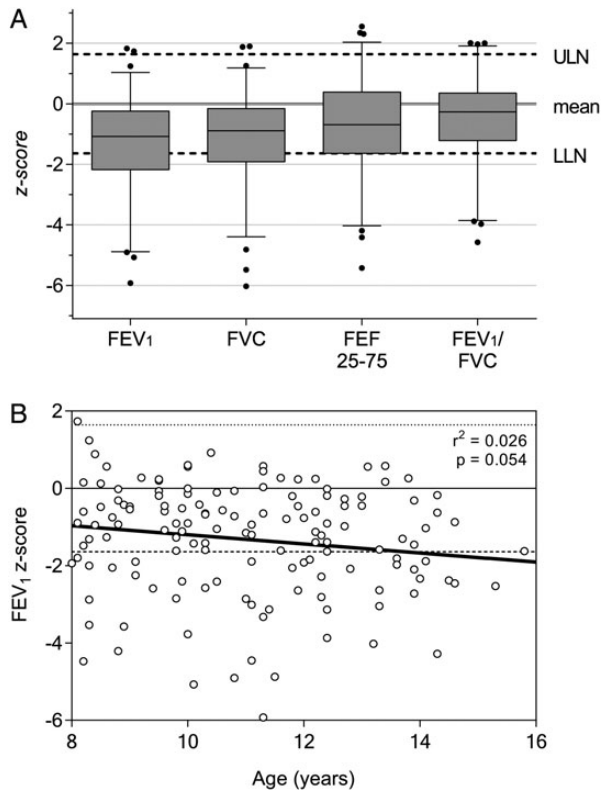 A
2
0
-2
-4
-6
z-score
ULN
mean
LLN
FEV₁
FVC
FEF
25-75
FEV₁/
FVC
B
2
0
-2
-4
-6
FEV₁ z-score
r² = 0.026
p = 0.054
8
10
12
14
16
Age (years)